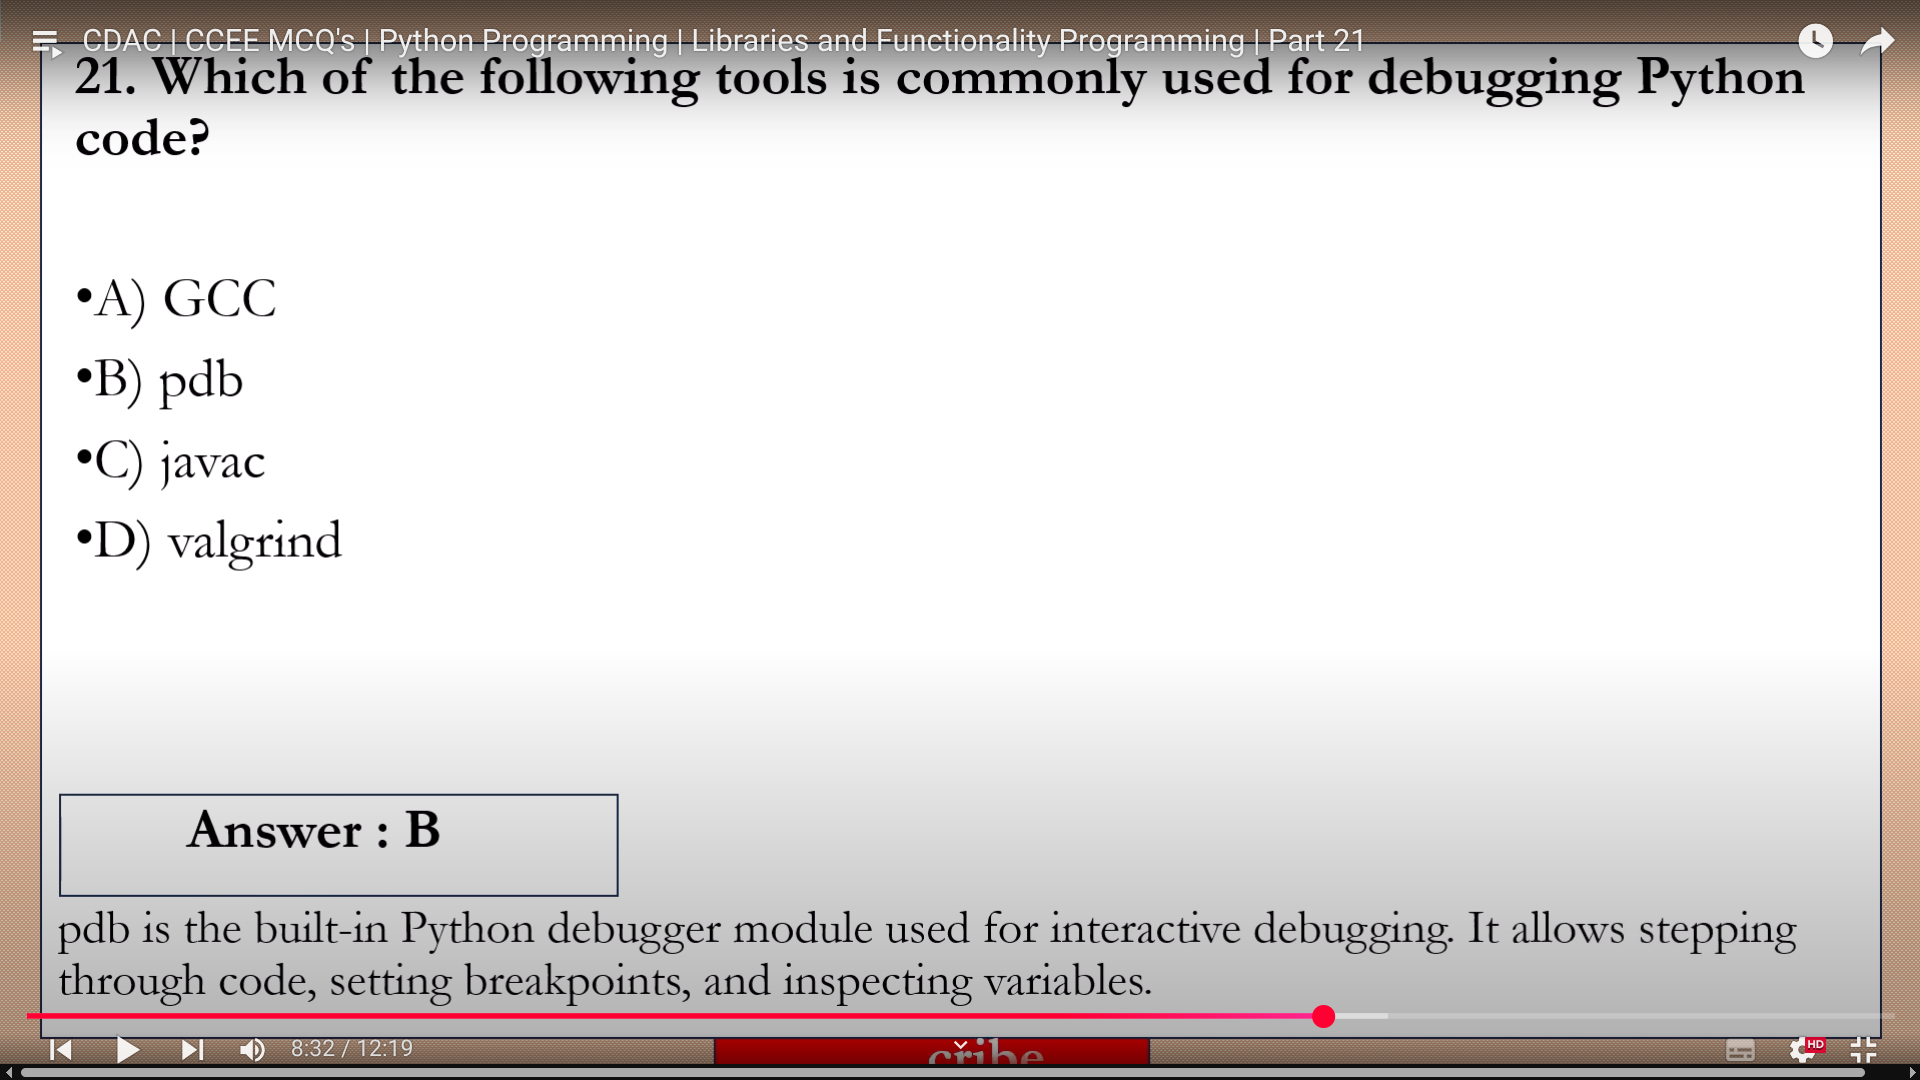 CDAC | CCEE MCQ's | Python Programming | Libraries and Functionality Programming | Part 21
21. Which of the following tools is commonly used for debugging Python
code?
•A) GCC
•B) pdb
•C) javac
•D) valgrind
Answer : B
pdb is the built-in Python debugger module used for interactive debugging. It allows stepping
through code, setting breakpoints, and inspecting variables.
8:32 / 12:19
cribe
HD